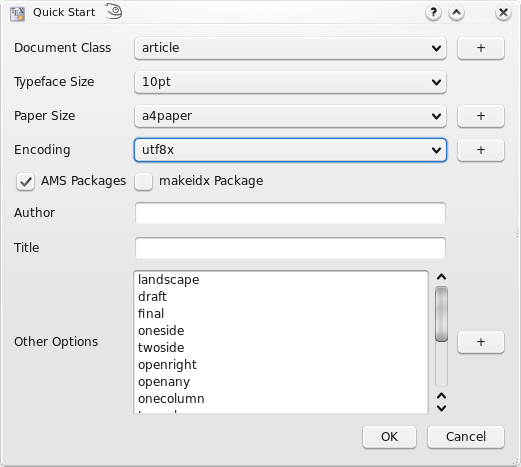 Quick Start
Document Class article +
Typeface Size 10pt
Paper Size a4paper +
Encoding utf8x +
AMS Packages makeidx Package
Author
Title
landscape
draft
final
oneside
twoside
Other Options +
openright
openany
onecolumn
OK Cancel